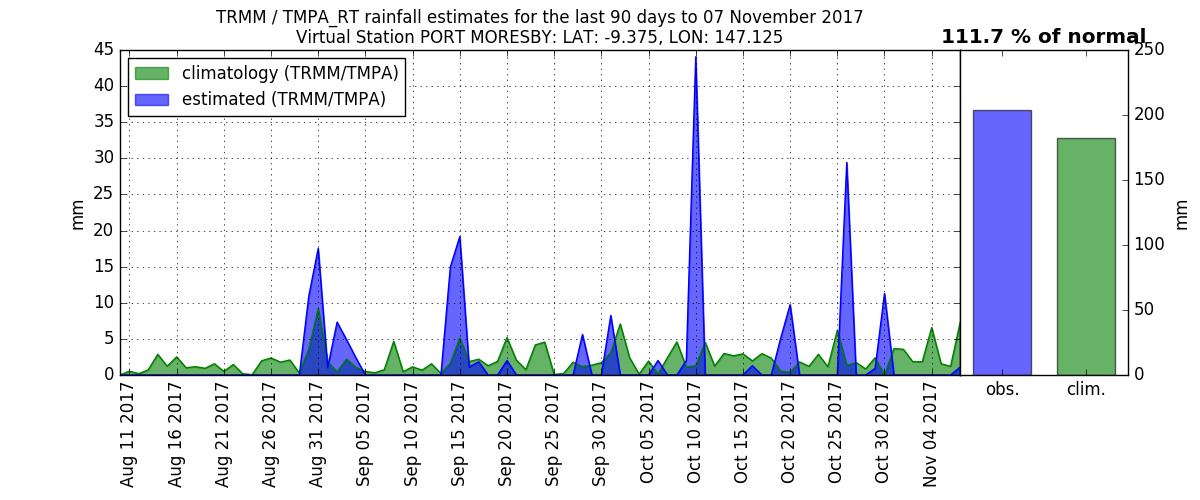 TRMM / TMPA_RT rainfall estimates for the last 90 days to 07 November 2017
Virtual Station PORT MORESBY: LAT: -9.375, LON: 147.125
111.7 % of normal
climatology (TRMM/TMPA)
estimated (TRMM/TMPA)
45
40
35
30
25
20
15
10
5
0
mm
Aug 11 2017
Aug 16 2017
Aug 21 2017
Aug 26 2017
Aug 31 2017
Sep 05 2017
Sep 10 2017
Sep 15 2017
Sep 20 2017
Sep 25 2017
Sep 30 2017
Oct 05 2017
Oct 10 2017
Oct 15 2017
Oct 20 2017
Oct 25 2017
Oct 30 2017
Nov 04 2017
obs.
clim.
250
200
150
100
50
0
mm